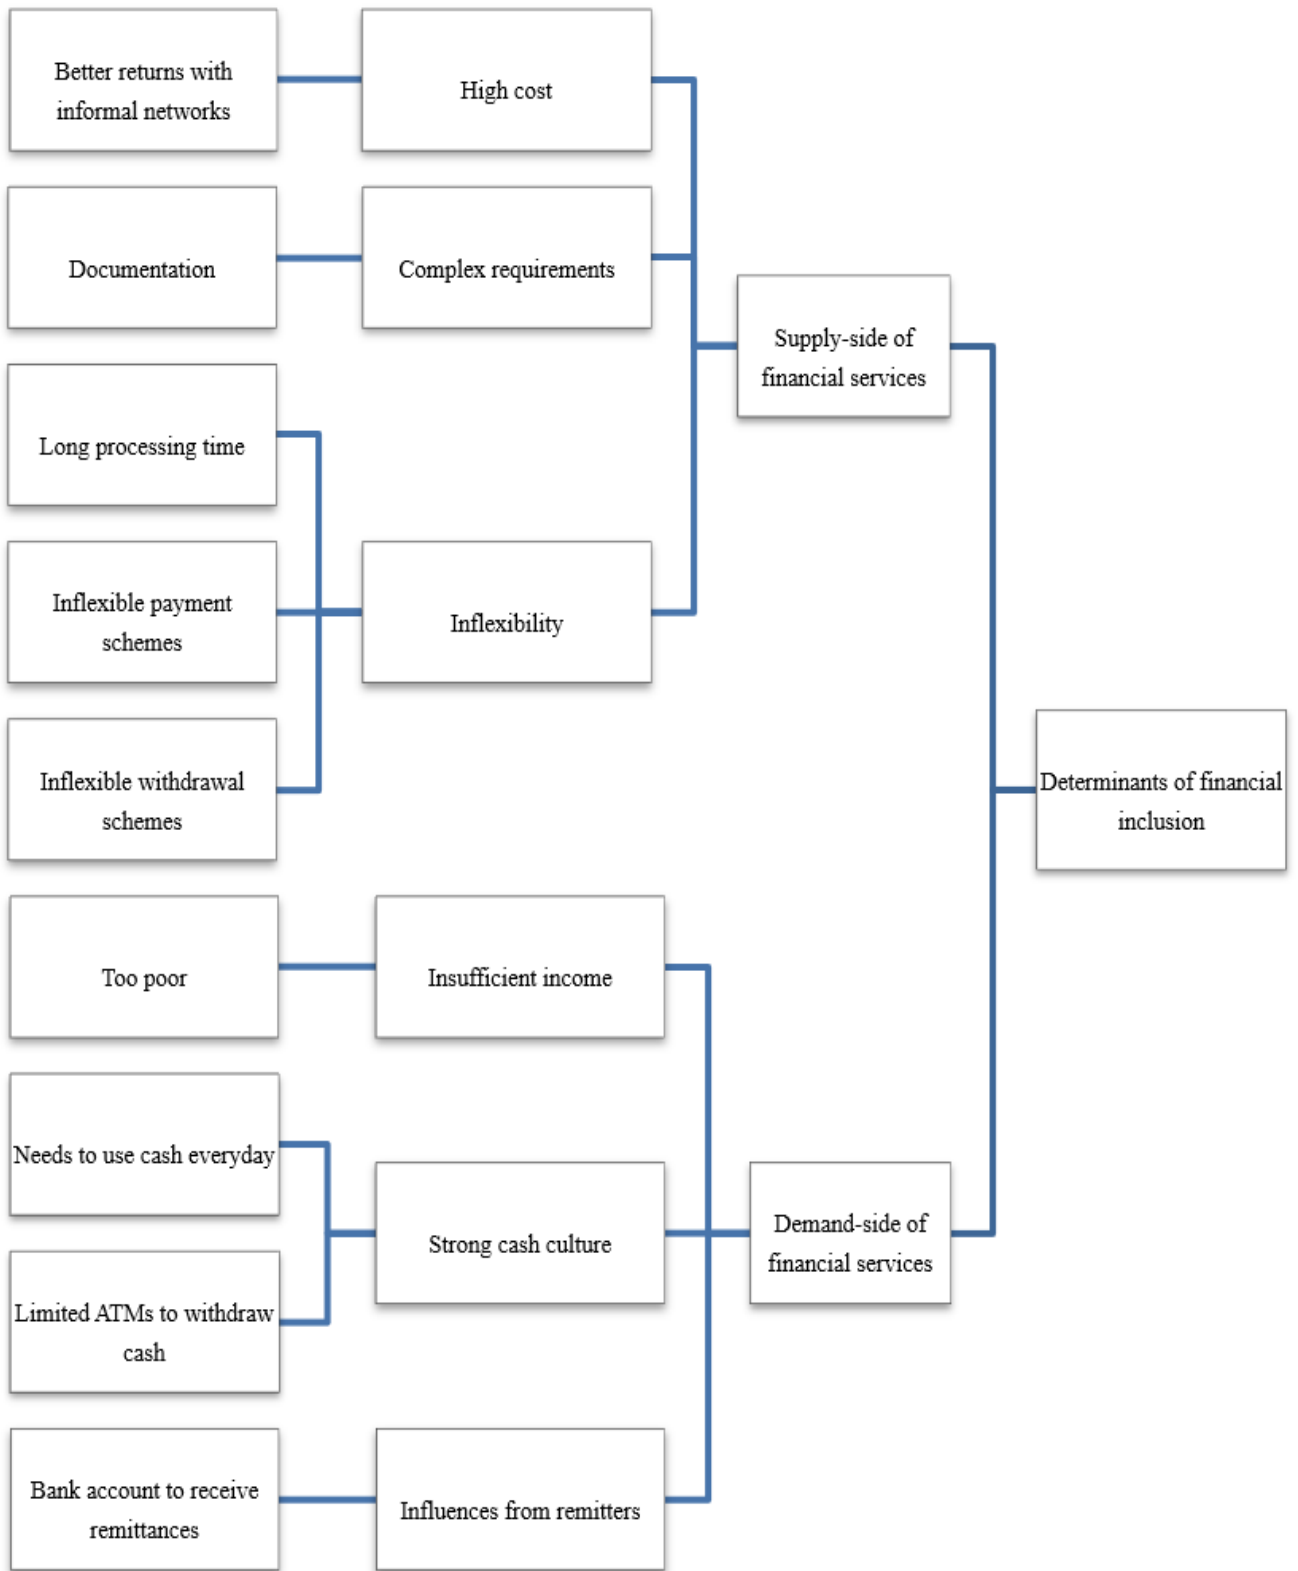 Better returns with
informal networks
High cost
Documentation
Complex requirements
Supply-side of
financial services
Long processing time
Inflexible payment
schemes
Inflexibility
Inflexible withdrawal
schemes
Determinants of financial
inclusion
Too poor
Insufficient income
Needs to use cash everyday
Strong cash culture
Demand-side of
financial services
Limited ATMs to withdraw
cash
Bank account to receive
remittances
Influences from remitters